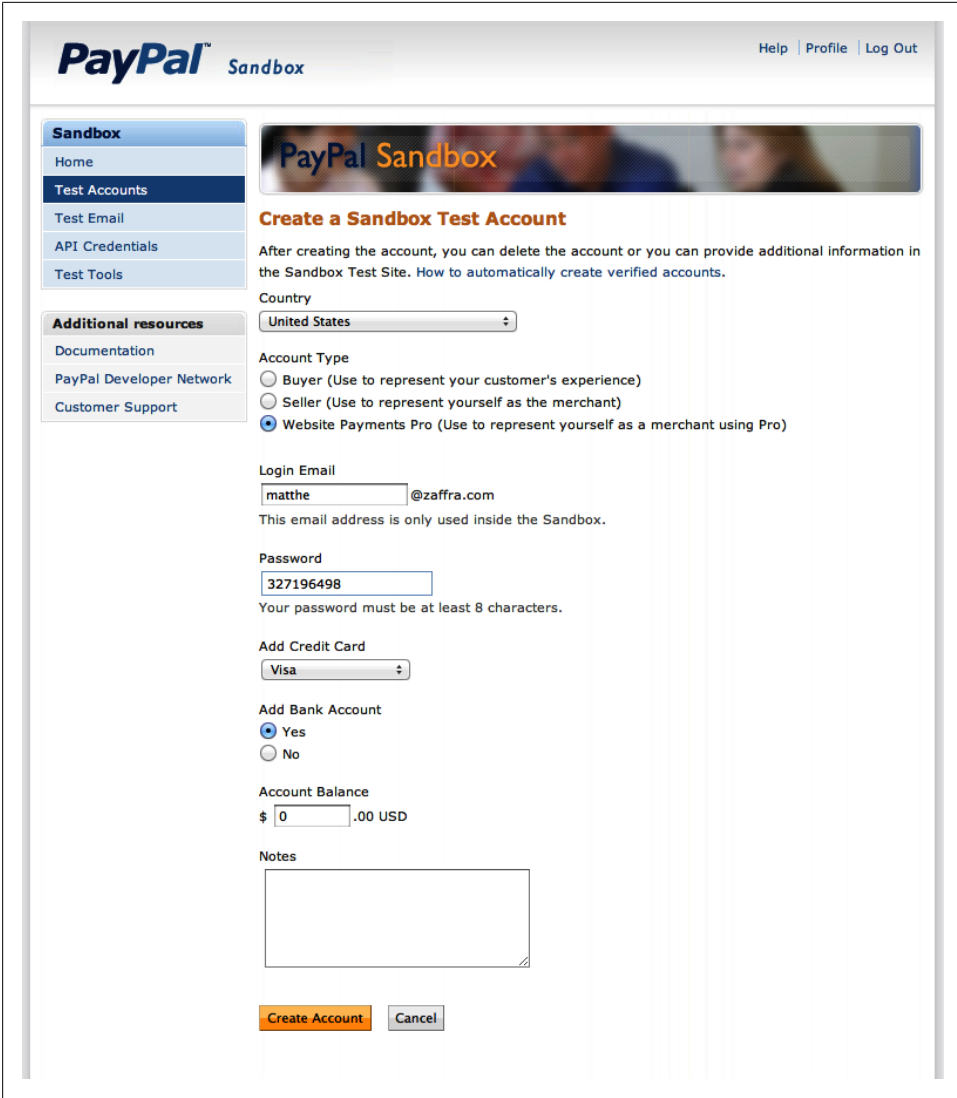 PayPal™ Sandbox
Help | Profile | Log Out
Sandbox
Home
Test Accounts
Test Email
API Credentials
Test Tools
Additional resources
Documentation
PayPal Developer Network
Customer Support
PayPal Sandbox
Create a Sandbox Test Account
After creating the account, you can delete the account or you can provide additional information in
the Sandbox Test Site. How to automatically create verified accounts.
Country
United States
Account Type
Buyer (Use to represent your customer's experience)
Seller (Use to represent yourself as the merchant)
Website Payments Pro (Use to represent yourself as a merchant using Pro)
Login Email
matthe @zaffra.com
This email address is only used inside the Sandbox.
Password
327196498
Your password must be at least 8 characters.
Add Credit Card
Visa
Add Bank Account
Yes
No
Account Balance
$ 0 .00 USD
Notes
Create Account Cancel